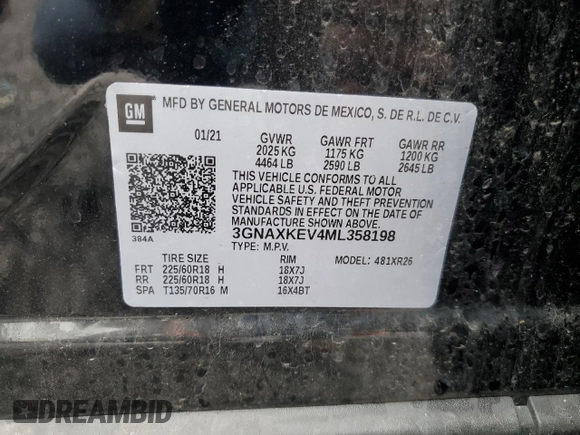 GM
MFD BY GENERAL MOTORS DE MEXICO, S. DE R.L. DE C.V.
01/21 GVWR GAWR FRT GAWR RR
2025 KG 1175 KG 1200 KG
4464 LB 2590 LB 2645 LB
THIS VEHICLE CONFORMS TO ALL
APPLICABLE U.S. FEDERAL MOTOR
VEHICLE SAFETY AND THEFT PREVENTION
STANDARDS IN EFFECT ON THE DATE OF
MANUFACTURE SHOWN ABOVE.
3GNAXKEV4ML358198
384A
TYPE: M.P.V. MODEL: 481XR26
TIRE SIZE RIM
FRT 225/60R18 H 18X7J
RR 225/60R18 H 18X7J
SPA T135/70R16 M 16X4BT
DREAMBID